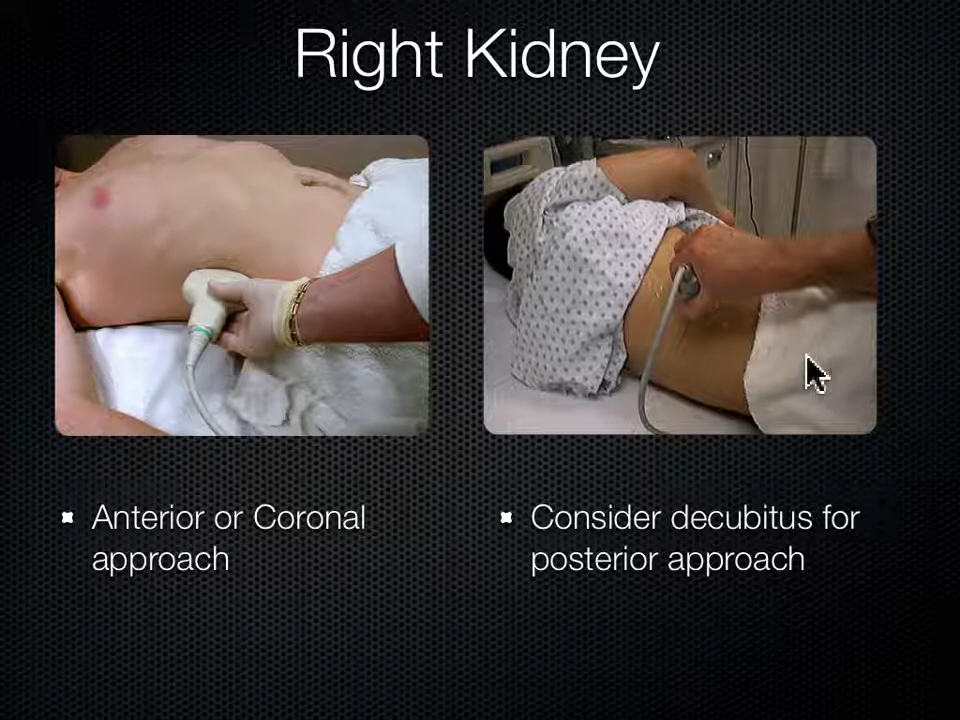 Right Kidney
Anterior or Coronal
approach
Consider decubitus for
posterior approach